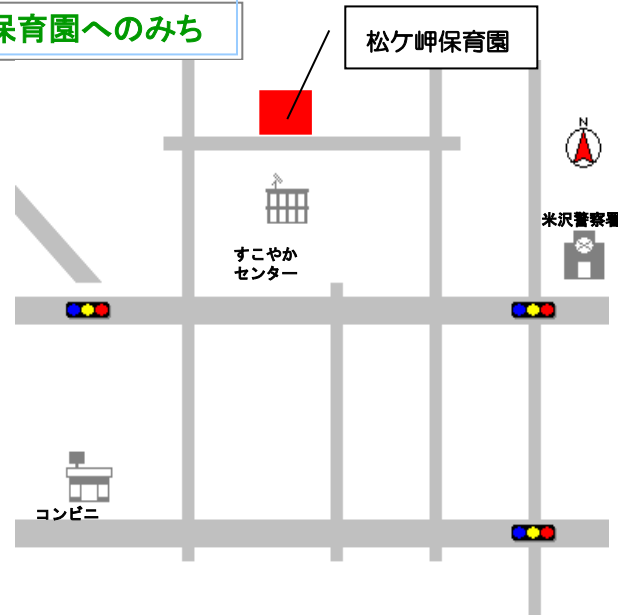 保育園へのみち
松ケ岬保育園
N
米沢警察署
すこやか
センター
コンビニ